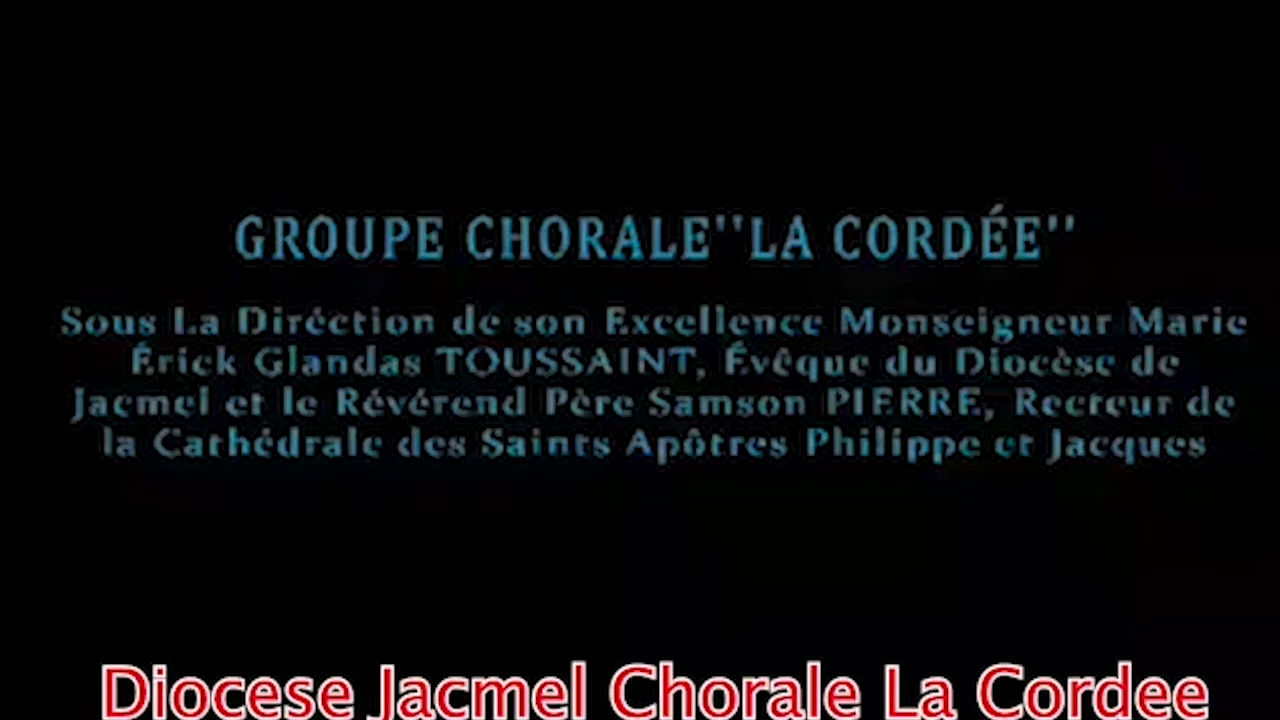 GROUPE CHORALE''LA CORDÉE''
Sous La Diréction de son Excellence Monseigneur Marie
Érick Glandas TOUSSAINT, Évêque du Diocèse de
Jacmel et le Révérend Père Samson PIERRE, Recteur de
la Cathédrale des Saints Apôtres Philippe et Jacques
Diocese Jacmel Chorale La Cordee